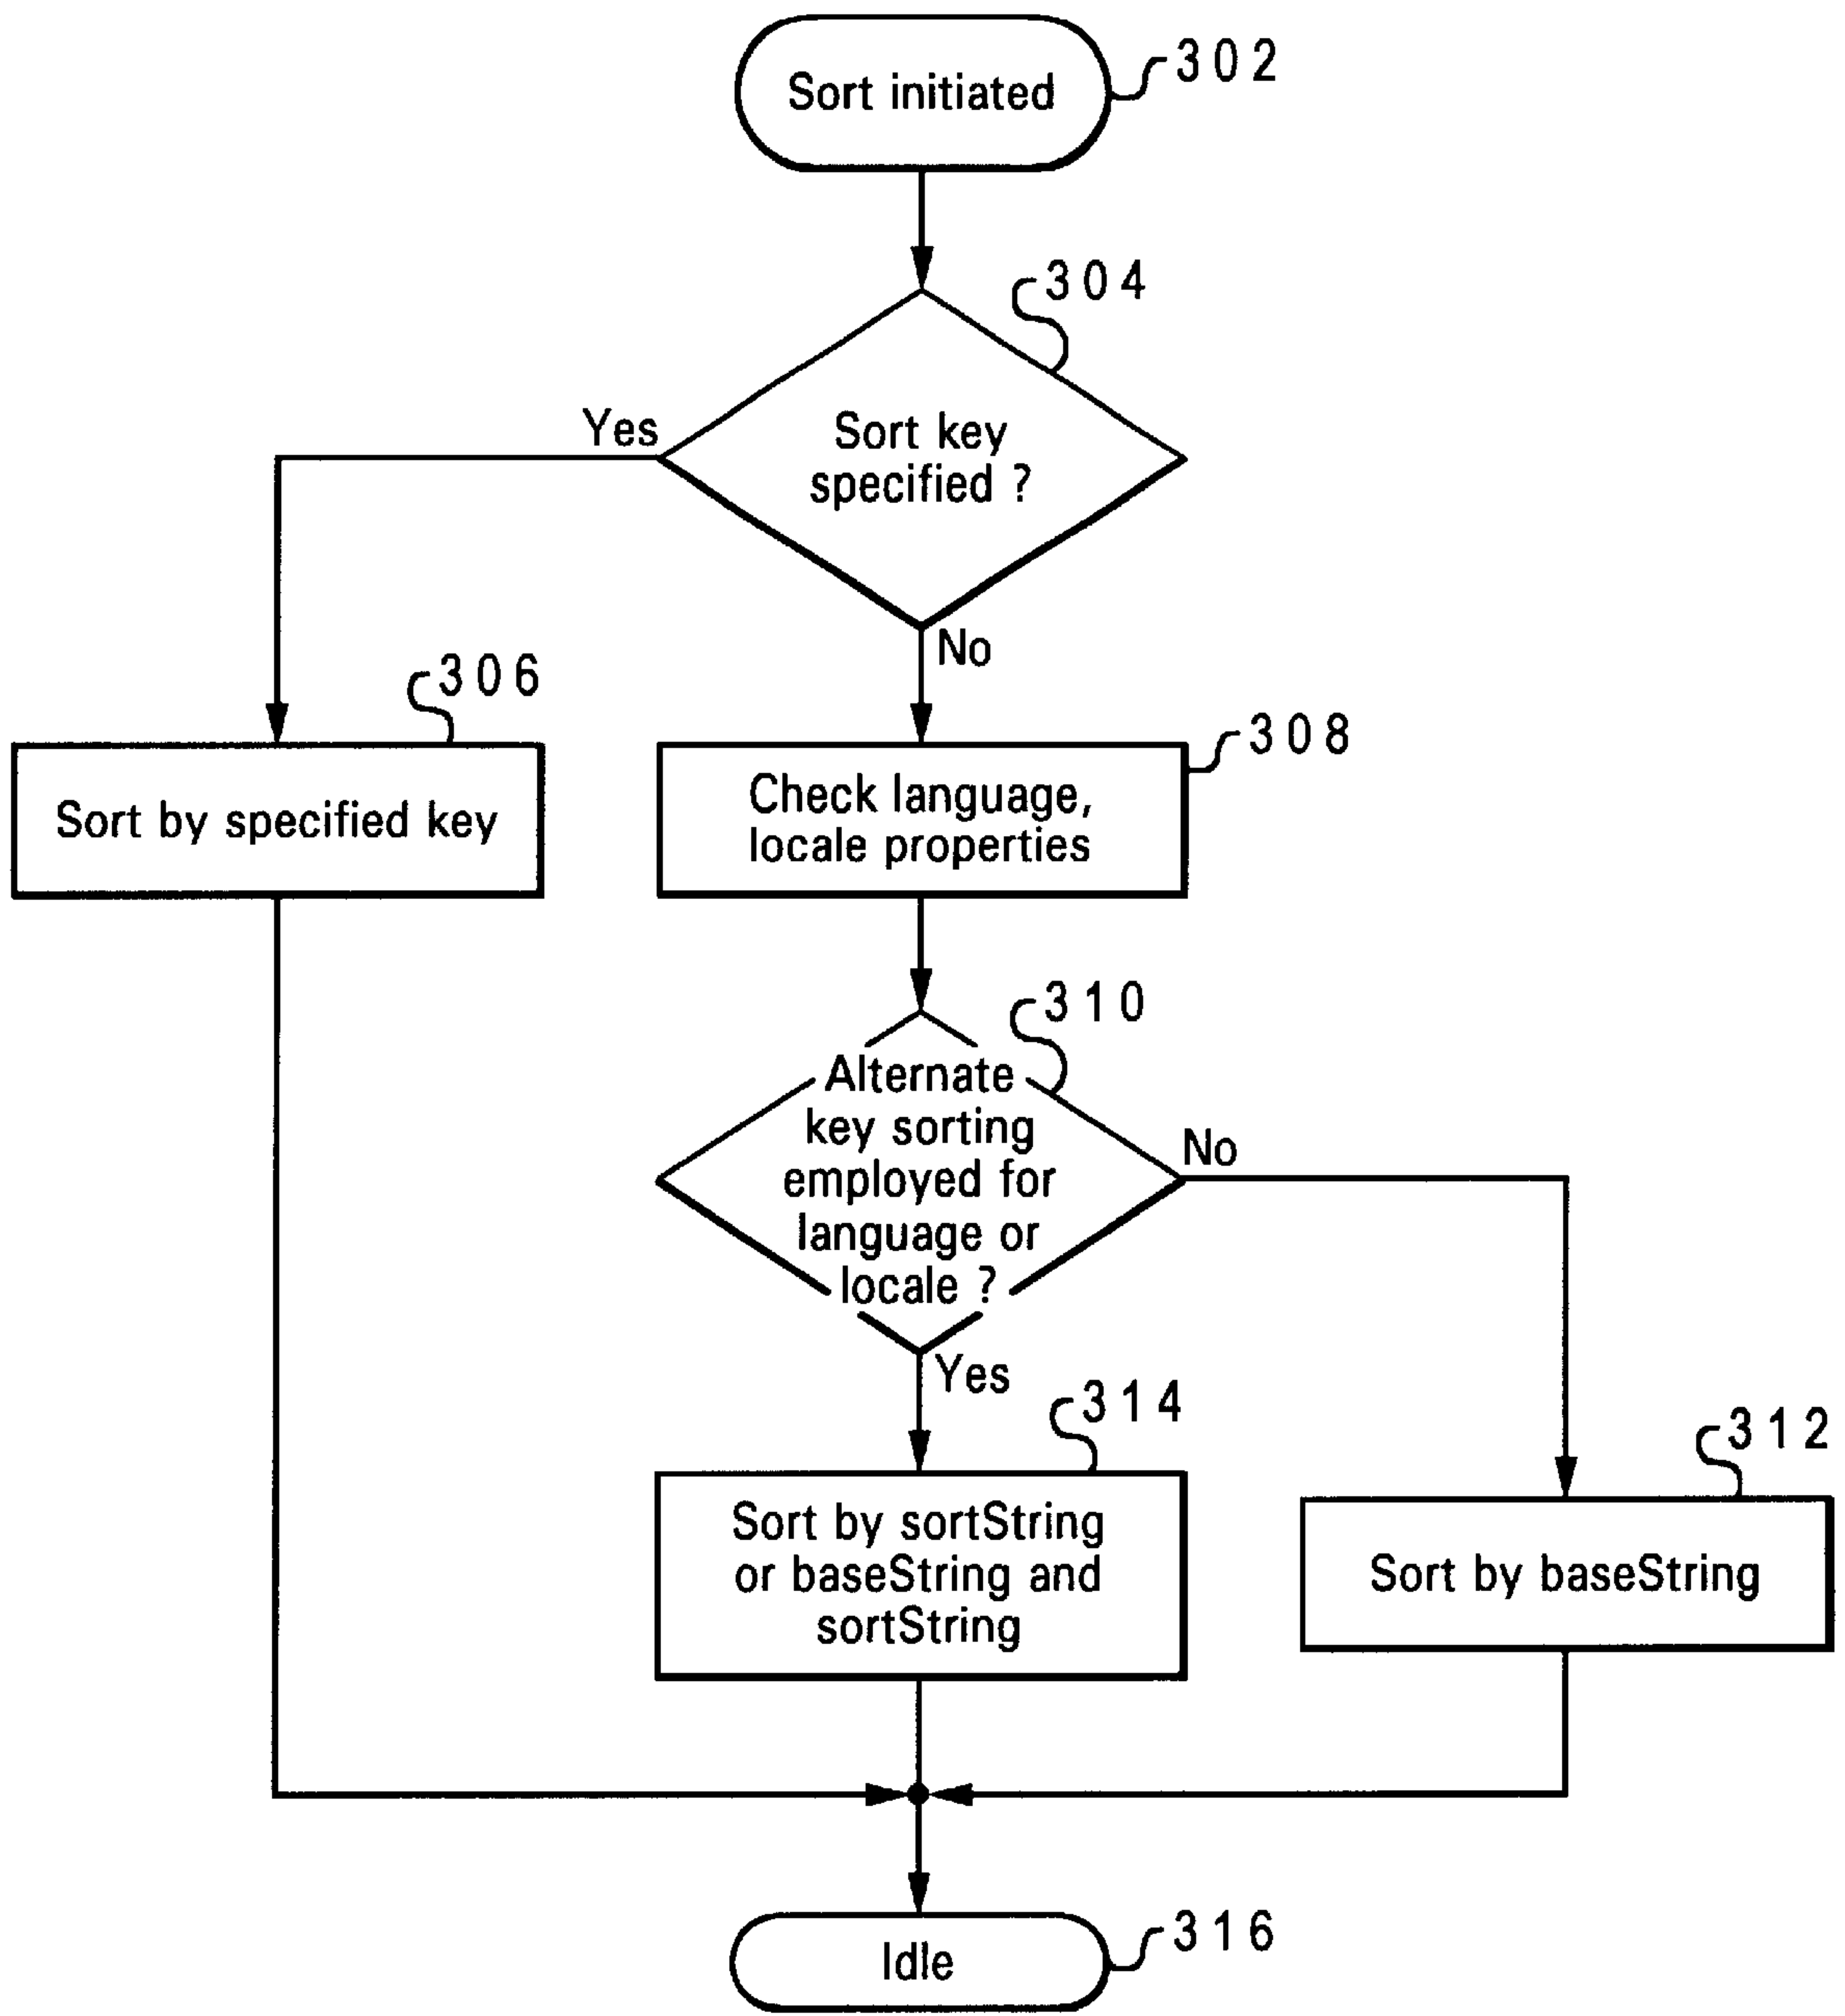 Sort initiated
302
304
Sort key
specified ?
Yes
No
306
Sort by specified key
308
Check language,
locale properties
310
Alternate
key sorting
employed for
language or
locale ?
No
Yes
314
Sort by sortString
or baseString and
sortString
312
Sort by baseString
Idle
316